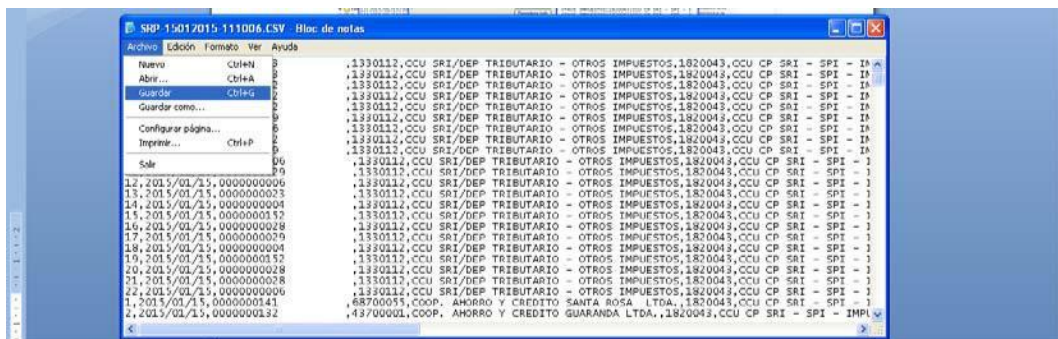 SRP-15012015-111006.CSV - Bloc de notas
Archivo Edición Formato Ver Ayuda
Nuevo Ctrl+N
Abrir... Ctrl+A
Guardar Ctrl+G
Guardar como...
Configurar página...
Imprimir... Ctrl+P
Salir
,1330112,CCU SRI/DEP TRIBUTARIO - OTROS IMPUESTOS,1820043,CCU CP SRI - SPI - IM
,1330112,CCU SRI/DEP TRIBUTARIO - OTROS IMPUESTOS,1820043,CCU CP SRI - SPI - IM
,1330112,CCU SRI/DEP TRIBUTARIO - OTROS IMPUESTOS,1820043,CCU CP SRI - SPI - IM
,1330112,CCU SRI/DEP TRIBUTARIO - OTROS IMPUESTOS,1820043,CCU CP SRI - SPI - IM
,1330112,CCU SRI/DEP TRIBUTARIO - OTROS IMPUESTOS,1820043,CCU CP SRI - SPI - IM
,1330112,CCU SRI/DEP TRIBUTARIO - OTROS IMPUESTOS,1820043,CCU CP SRI - SPI - IM
,1330112,CCU SRI/DEP TRIBUTARIO - OTROS IMPUESTOS,1820043,CCU CP SRI - SPI - IM
,1330112,CCU SRI/DEP TRIBUTARIO - OTROS IMPUESTOS,1820043,CCU CP SRI - SPI - IM
,1330112,CCU SRI/DEP TRIBUTARIO - OTROS IMPUESTOS,1820043,CCU CP SRI - SPI - IM
06 ,1330112,CCU SRI/DEP TRIBUTARIO - OTROS IMPUESTOS,1820043,CCU CP SRI - SPI - I
29 ,1330112,CCU SRI/DEP TRIBUTARIO - OTROS IMPUESTOS,1820043,CCU CP SRI - SPI - I
12,2015/01/15,0000000006 ,1330112,CCU SRI/DEP TRIBUTARIO - OTROS IMPUESTOS,1820043,CCU CP SRI - SPI - I
13,2015/01/15,0000000023 ,1330112,CCU SRI/DEP TRIBUTARIO - OTROS IMPUESTOS,1820043,CCU CP SRI - SPI - I
14,2015/01/15,0000000004 ,1330112,CCU SRI/DEP TRIBUTARIO - OTROS IMPUESTOS,1820043,CCU CP SRI - SPI - I
15,2015/01/15,0000000152 ,1330112,CCU SRI/DEP TRIBUTARIO - OTROS IMPUESTOS,1820043,CCU CP SRI - SPI - I
16,2015/01/15,0000000028 ,1330112,CCU SRI/DEP TRIBUTARIO - OTROS IMPUESTOS,1820043,CCU CP SRI - SPI - I
17,2015/01/15,0000000029 ,1330112,CCU SRI/DEP TRIBUTARIO - OTROS IMPUESTOS,1820043,CCU CP SRI - SPI - I
18,2015/01/15,0000000004 ,1330112,CCU SRI/DEP TRIBUTARIO - OTROS IMPUESTOS,1820043,CCU CP SRI - SPI - I
19,2015/01/15,0000000152 ,1330112,CCU SRI/DEP TRIBUTARIO - OTROS IMPUESTOS,1820043,CCU CP SRI - SPI - I
20,2015/01/15,0000000028 ,1330112,CCU SRI/DEP TRIBUTARIO - OTROS IMPUESTOS,1820043,CCU CP SRI - SPI - I
21,2015/01/15,0000000028 ,1330112,CCU SRI/DEP TRIBUTARIO - OTROS IMPUESTOS,1820043,CCU CP SRI - SPI - I
22,2015/01/15,0000000006 ,1330112,CCU SRI/DEP TRIBUTARIO - OTROS IMPUESTOS,1820043,CCU CP SRI - SPI - I
1,2015/01/15,0000000141 ,68700055,COOP. AHORRO Y CREDITO SANTA ROSA LTDA.,1820043,CCU CP SRI - SPI - I
2,2015/01/15,0000000132 ,43700001,COOP. AHORRO Y CREDITO GUARANDA LTDA.,1820043,CCU CP SRI - SPI - IMPU